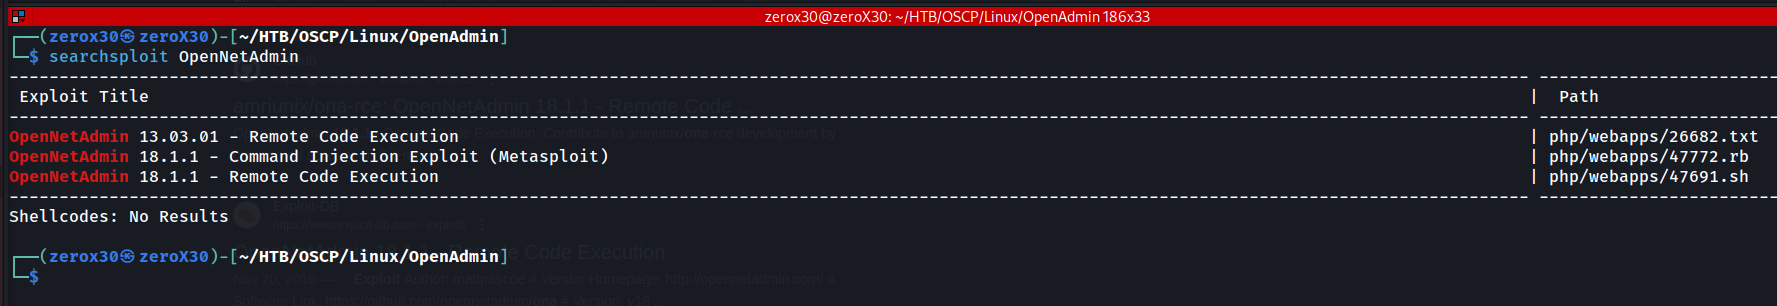 zerox30@zeroX30: ~/HTB/OSCP/Linux/OpenAdmin 186x33
┌──(zerox30㉿zeroX30)-[~/HTB/OSCP/Linux/OpenAdmin]
└─$ searchsploit OpenNetAdmin
Exploit Title | Path
OpenNetAdmin 13.03.01 - Remote Code Execution | php/webapps/26682.txt
OpenNetAdmin 18.1.1 - Command Injection Exploit (Metasploit) | php/webapps/47772.rb
OpenNetAdmin 18.1.1 - Remote Code Execution | php/webapps/47691.sh
Shellcodes: No Results
┌──(zerox30㉿zeroX30)-[~/HTB/OSCP/Linux/OpenAdmin]
└─$